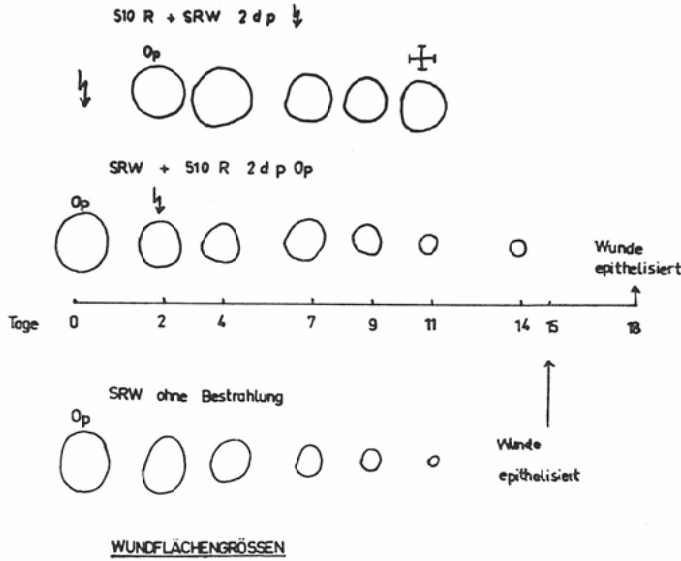 510 R + SRW 2 dp
Op
SRW + 510 R 2 d p Op
Op
Wunde
epithelisiert
Tage 0 2 4 7 9 11 14 15 18
SRW ohne Bestrahlung
Op
Wunde
epithelisiert
WUNDFLÄCHENGRÖSSEN